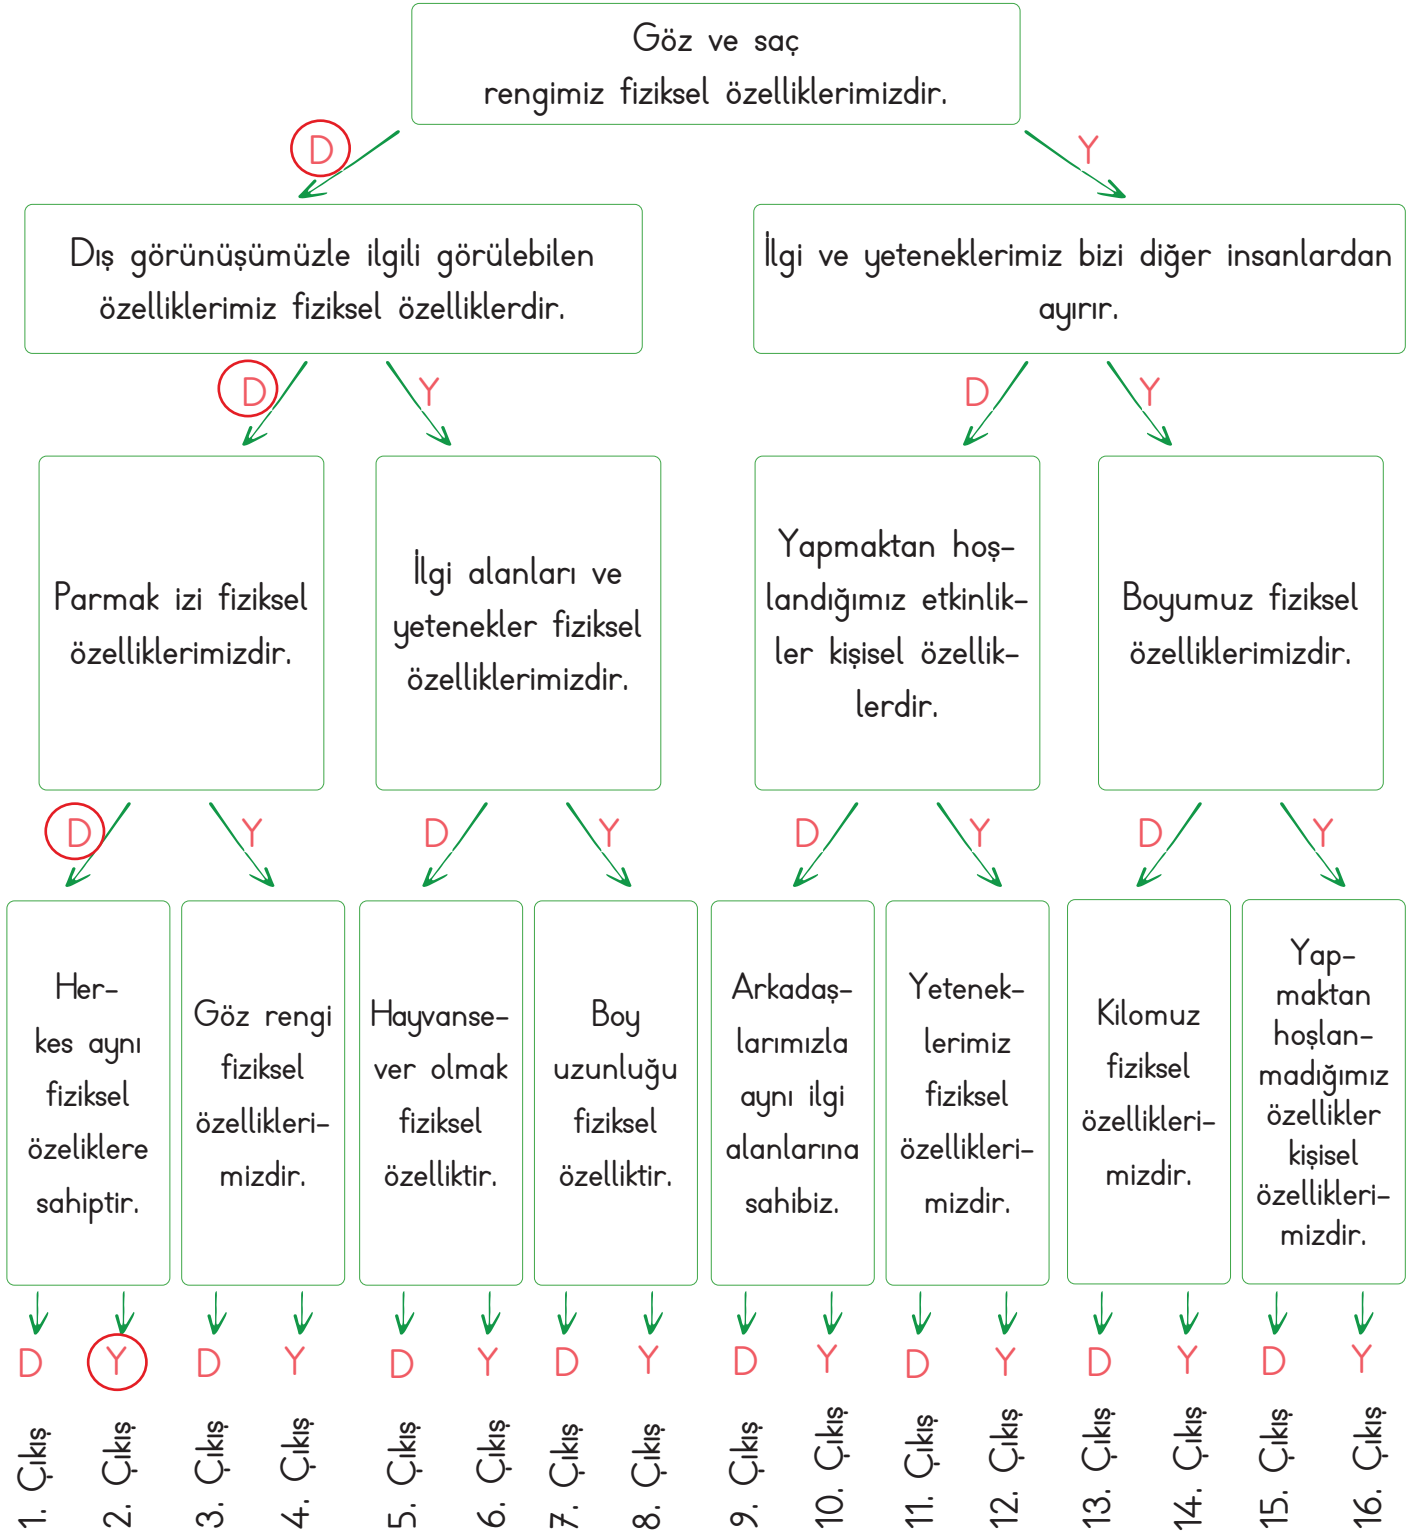 Göz ve saç
rengimiz fiziksel özelliklerimizdir.
D
Y
Dış görünüşümüzle ilgili görülebilen
özelliklerimiz fiziksel özelliklerdir.
İlgi ve yeteneklerimiz bizi diğer insanlardan
ayırır.
D
Y
D
Y
Parmak izi fiziksel
özelliklerimizdir.
İlgi alanları ve
yetenekler fiziksel
özelliklerimizdir.
Yapmaktan hoş-
landığımız etkinlik-
ler kişisel özellik-
lerdir.
Boyumuz fiziksel
özelliklerimizdir.
D
Y
D
Y
D
Y
D
Y
Her-
kes aynı
fiziksel
özeliklere
sahiptir.
Göz rengi
fiziksel
özellikleri-
mizdir.
Hayvanse-
ver olmak
fiziksel
özelliktir.
Boy
uzunluğu
fiziksel
özelliktir.
Arkadaş-
larımızla
aynı ilgi
alanlarına
sahibiz.
Yetenek-
lerimiz
fiziksel
özellikleri-
mizdir.
Kilomuz
fiziksel
özellikleri-
mizdir.
Yap-
maktan
hoşlan-
madığımız
özellikler
kişisel
özellikleri-
mizdir.
D
Y
D
Y
D
Y
D
Y
D
Y
D
Y
D
Y
D
Y
1. Çıkış
2. Çıkış
3. Çıkış
4. Çıkış
5. Çıkış
6. Çıkış
7. Çıkış
8. Çıkış
9. Çıkış
10. Çıkış
11. Çıkış
12. Çıkış
13. Çıkış
14. Çıkış
15. Çıkış
16. Çıkış